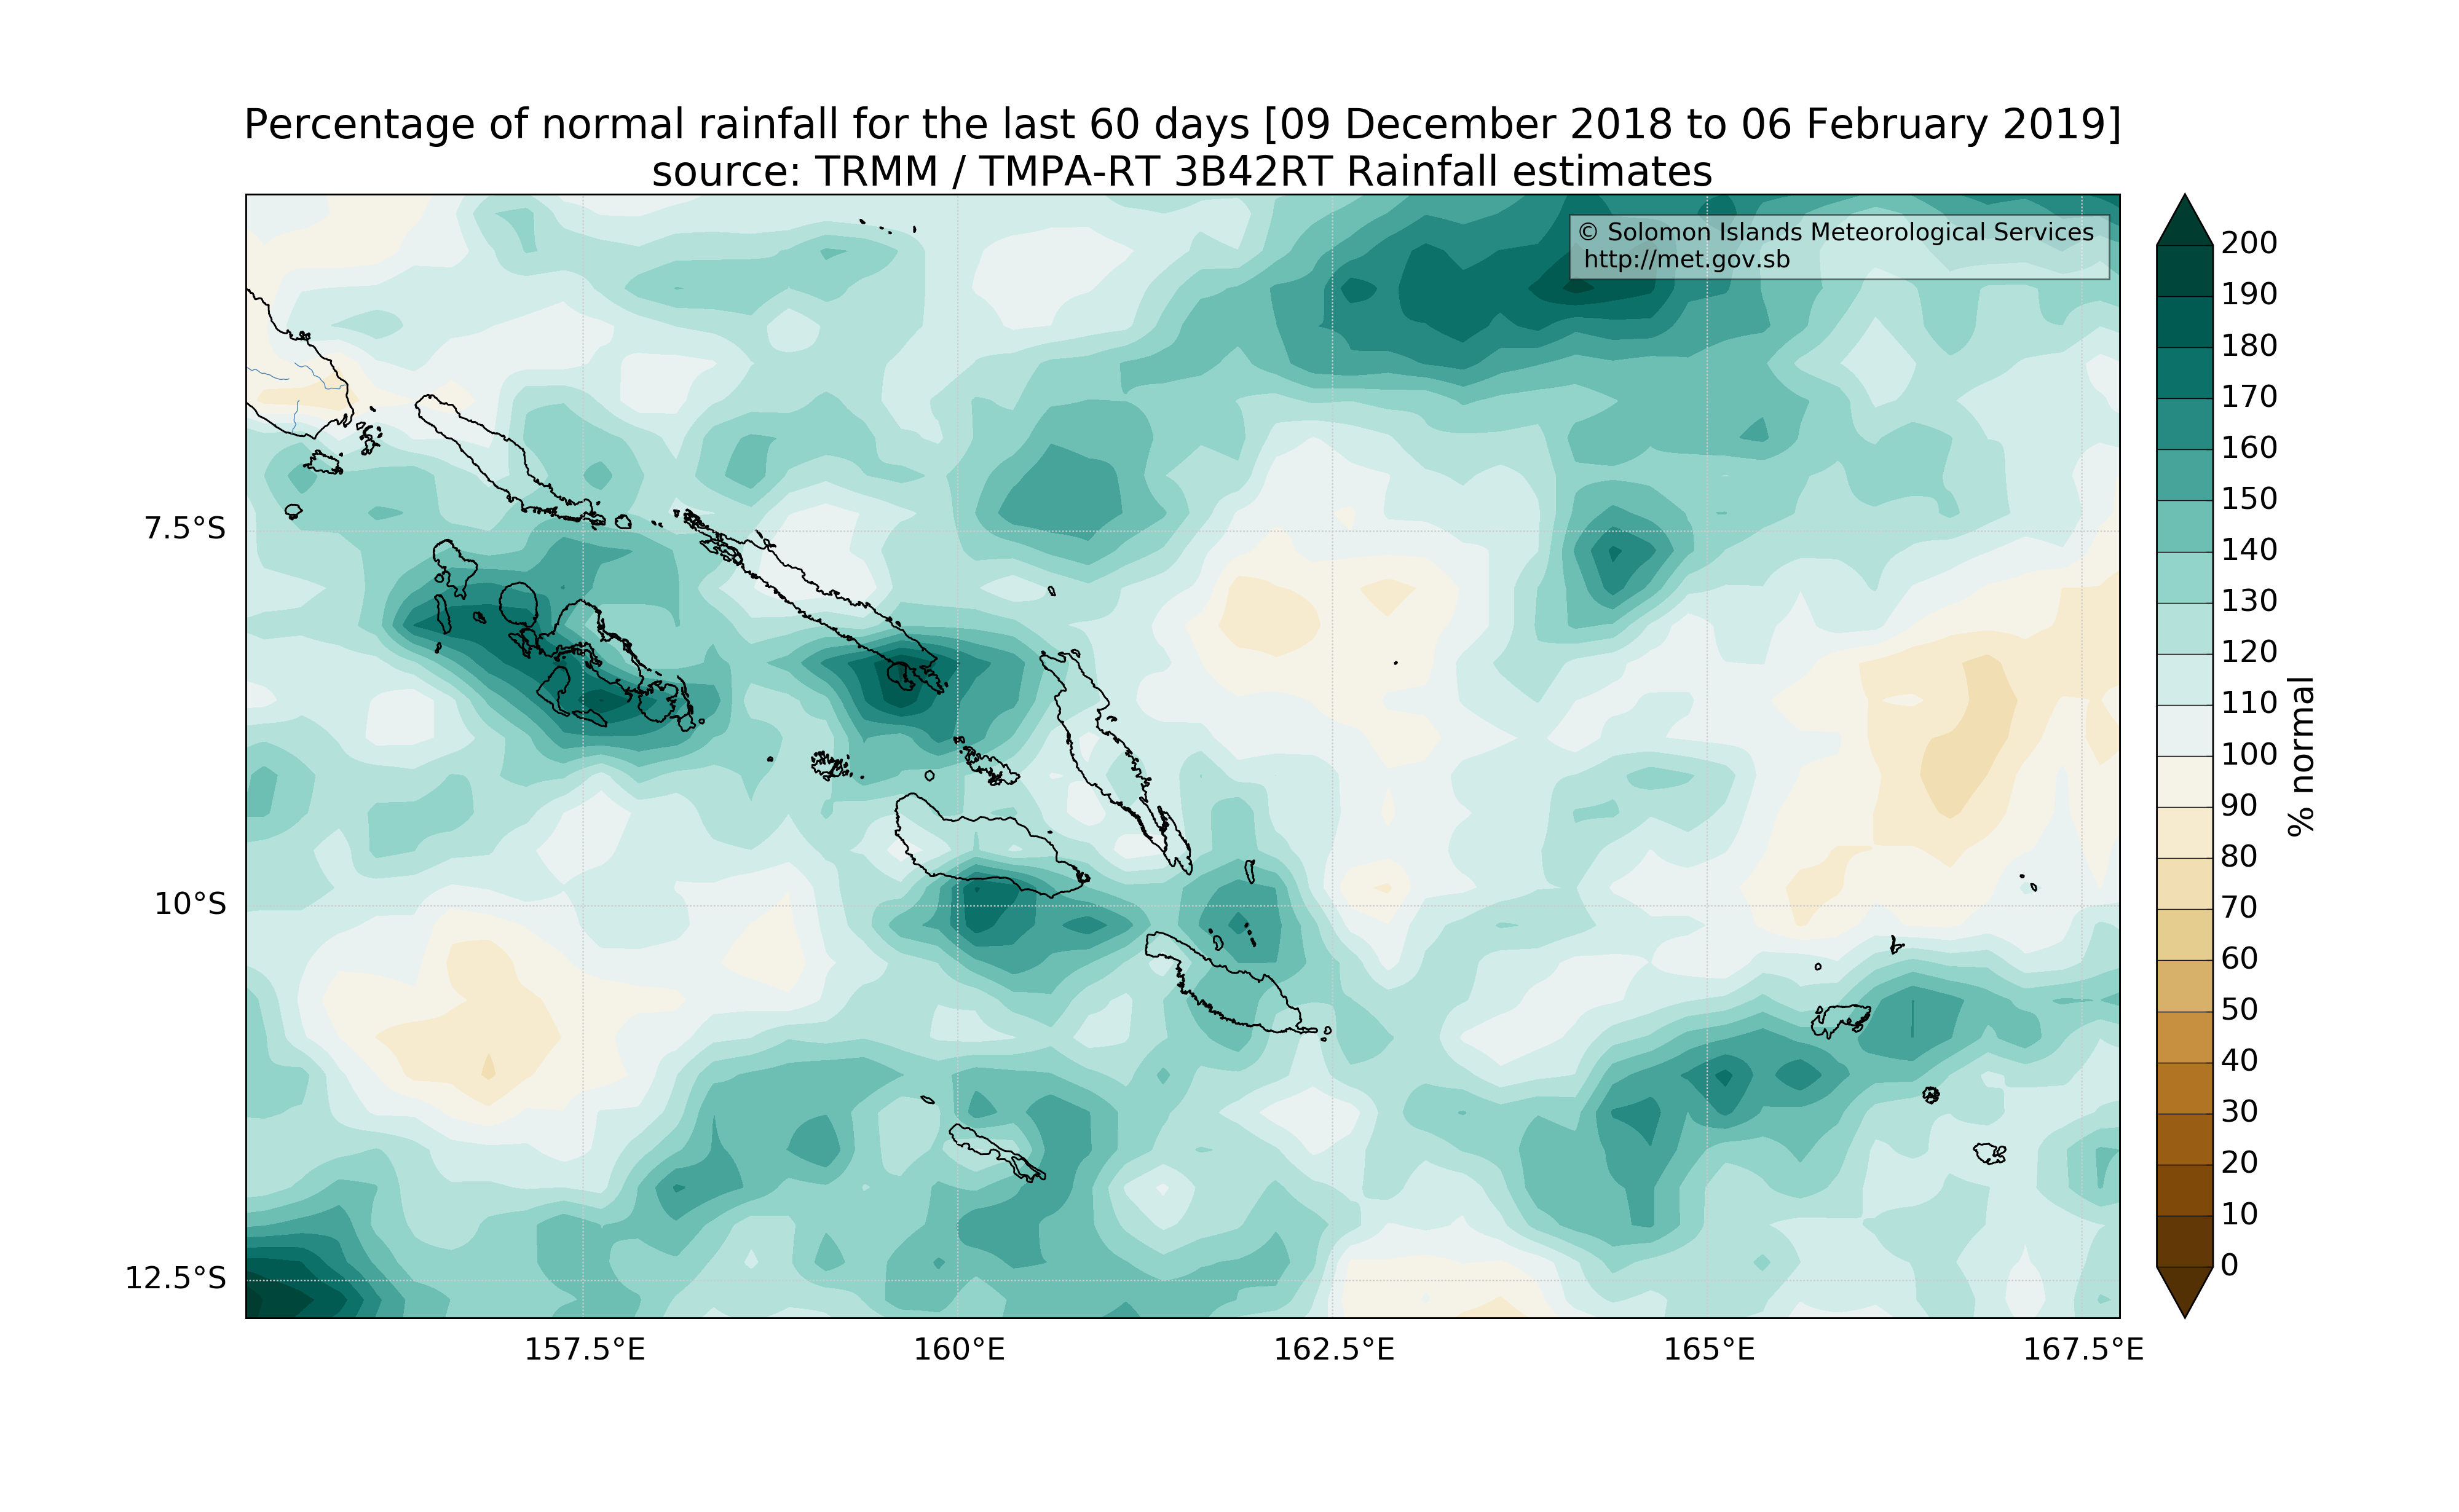 Percentage of normal rainfall for the last 60 days [09 December 2018 to 06 February 2019]
source: TRMM / TMPA-RT 3B42RT Rainfall estimates
© Solomon Islands Meteorological Services
http://met.gov.sb
7.5°S
10°S
12.5°S
157.5°E
160°E
162.5°E
165°E
167.5°E
200
190
180
170
160
150
140
130
120
110
100
90
80
70
60
50
40
30
20
10
0
% normal